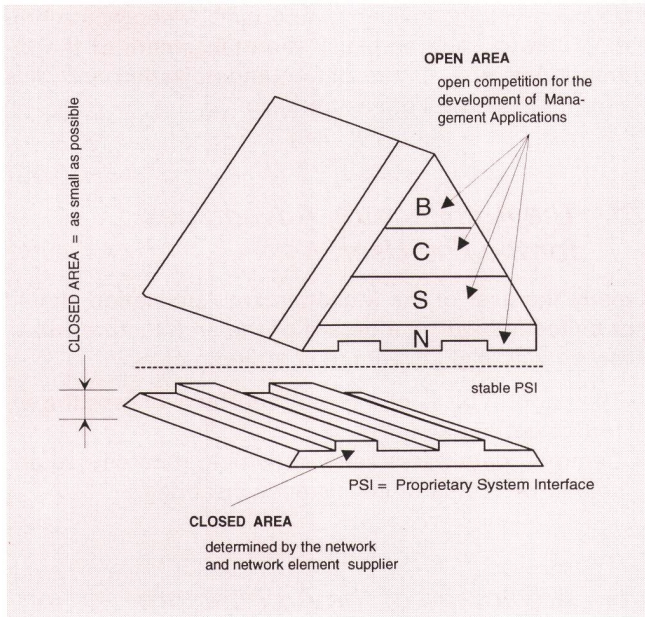 OPEN AREA
open competition for the
development of Mana-
gement Applications
CLOSED AREA = as small as possible
B
C
S
N
stable PSI
PSI = Proprietary System Interface
CLOSED AREA
determined by the network
and network element supplier